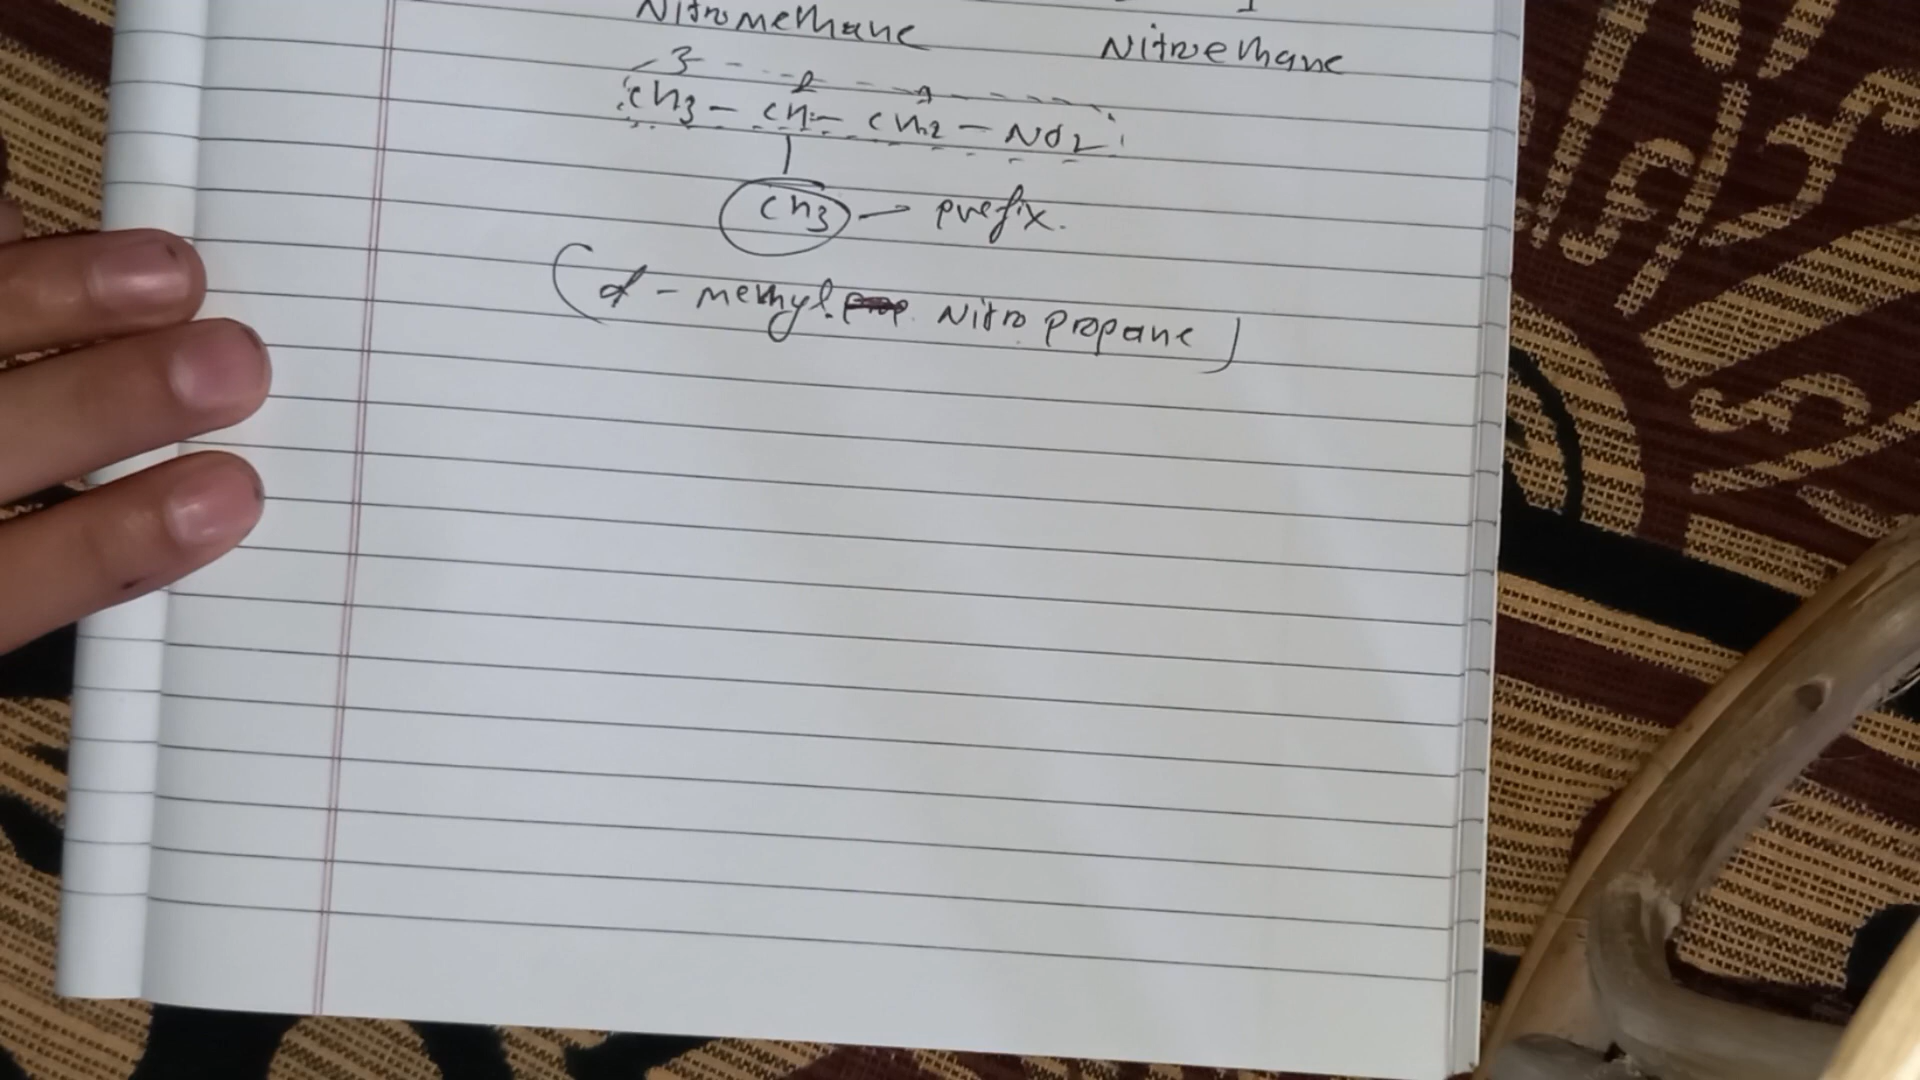 Nitromethane Nitroethane
3 2 1
CH3 - CH - CH2 - NO2
|
CH3 → prefix.
(2 - methyl Nitro propane)